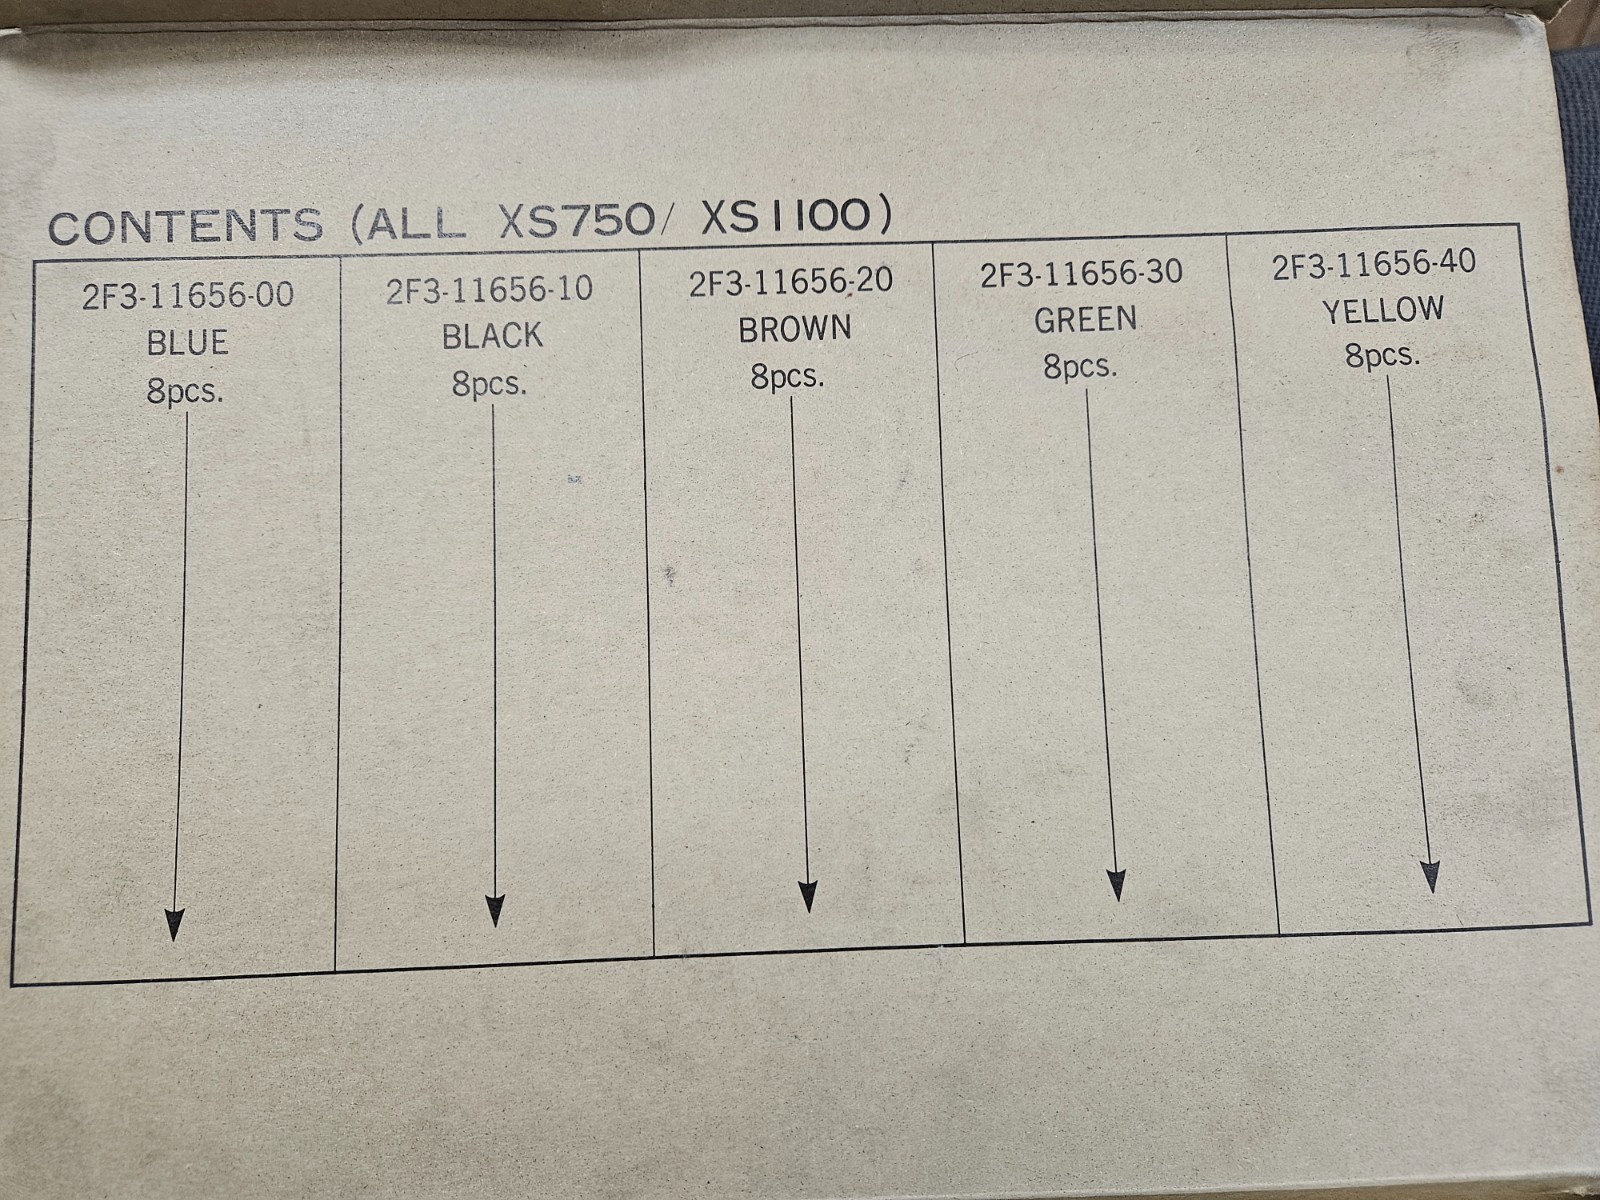 CONTENTS (ALL XS750/ XS1100)
2F3-11656-00
BLUE
8pcs.
2F3-11656-10
BLACK
8pcs.
2F3-11656-20
BROWN
8pcs.
2F3-11656-30
GREEN
8pcs.
2F3-11656-40
YELLOW
8pcs.